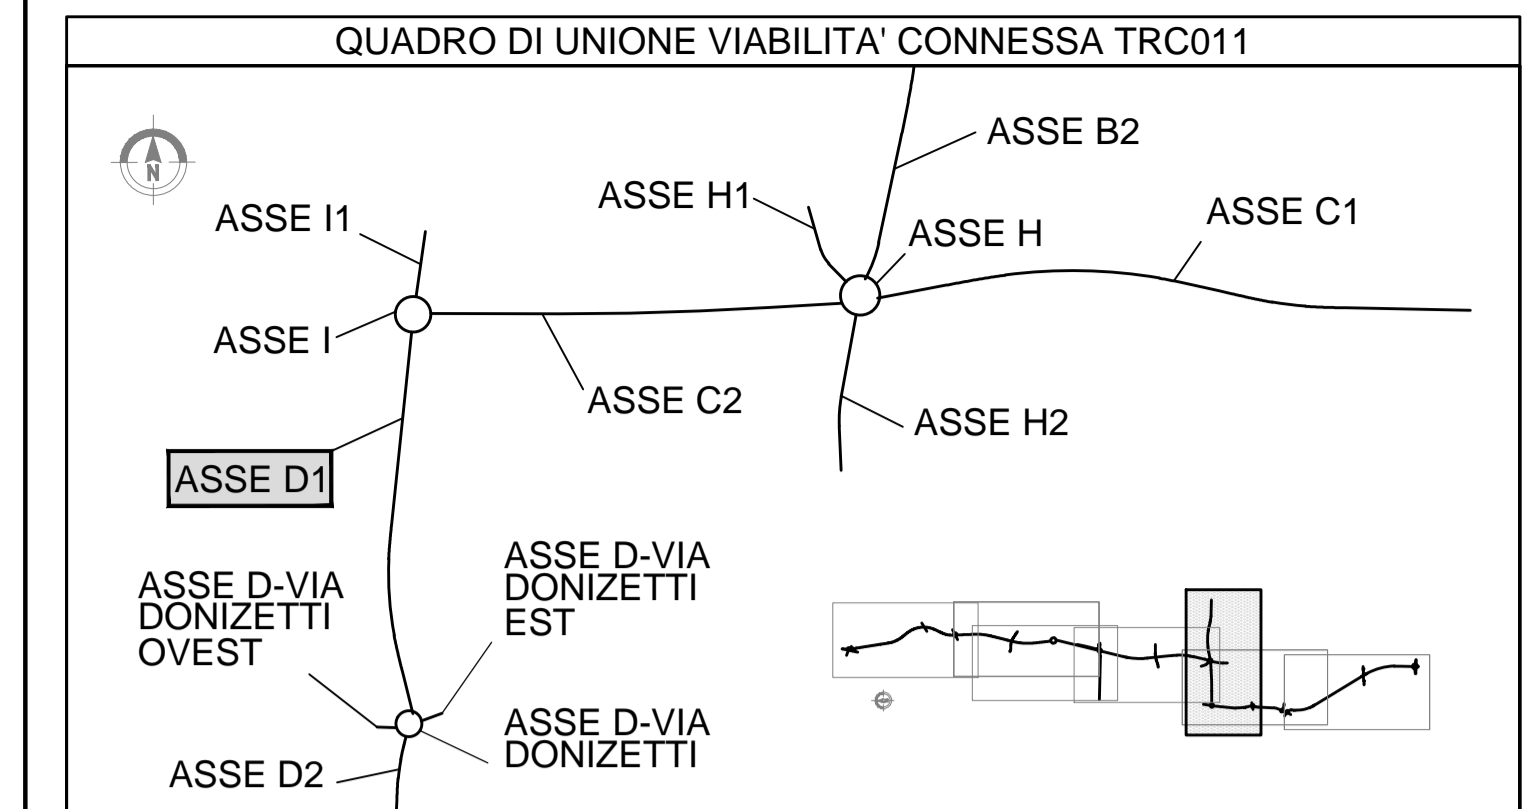 QUADRO DI UNIONE VIABILITA' CONNESSA TRC011
ASSE B2
N
ASSE H1
ASSE I1
ASSE C1
ASSE H
ASSE I
ASSE C2
ASSE H2
ASSE D1
ASSE D-VIA
DONIZETTI
EST
ASSE D-VIA
DONIZETTI
OVEST
ASSE D-VIA
DONIZETTI
ASSE D2